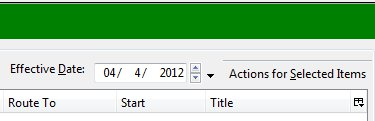 Effective Date: 04/ 4/ 2012 Actions for Selected Items
Route To Start Title